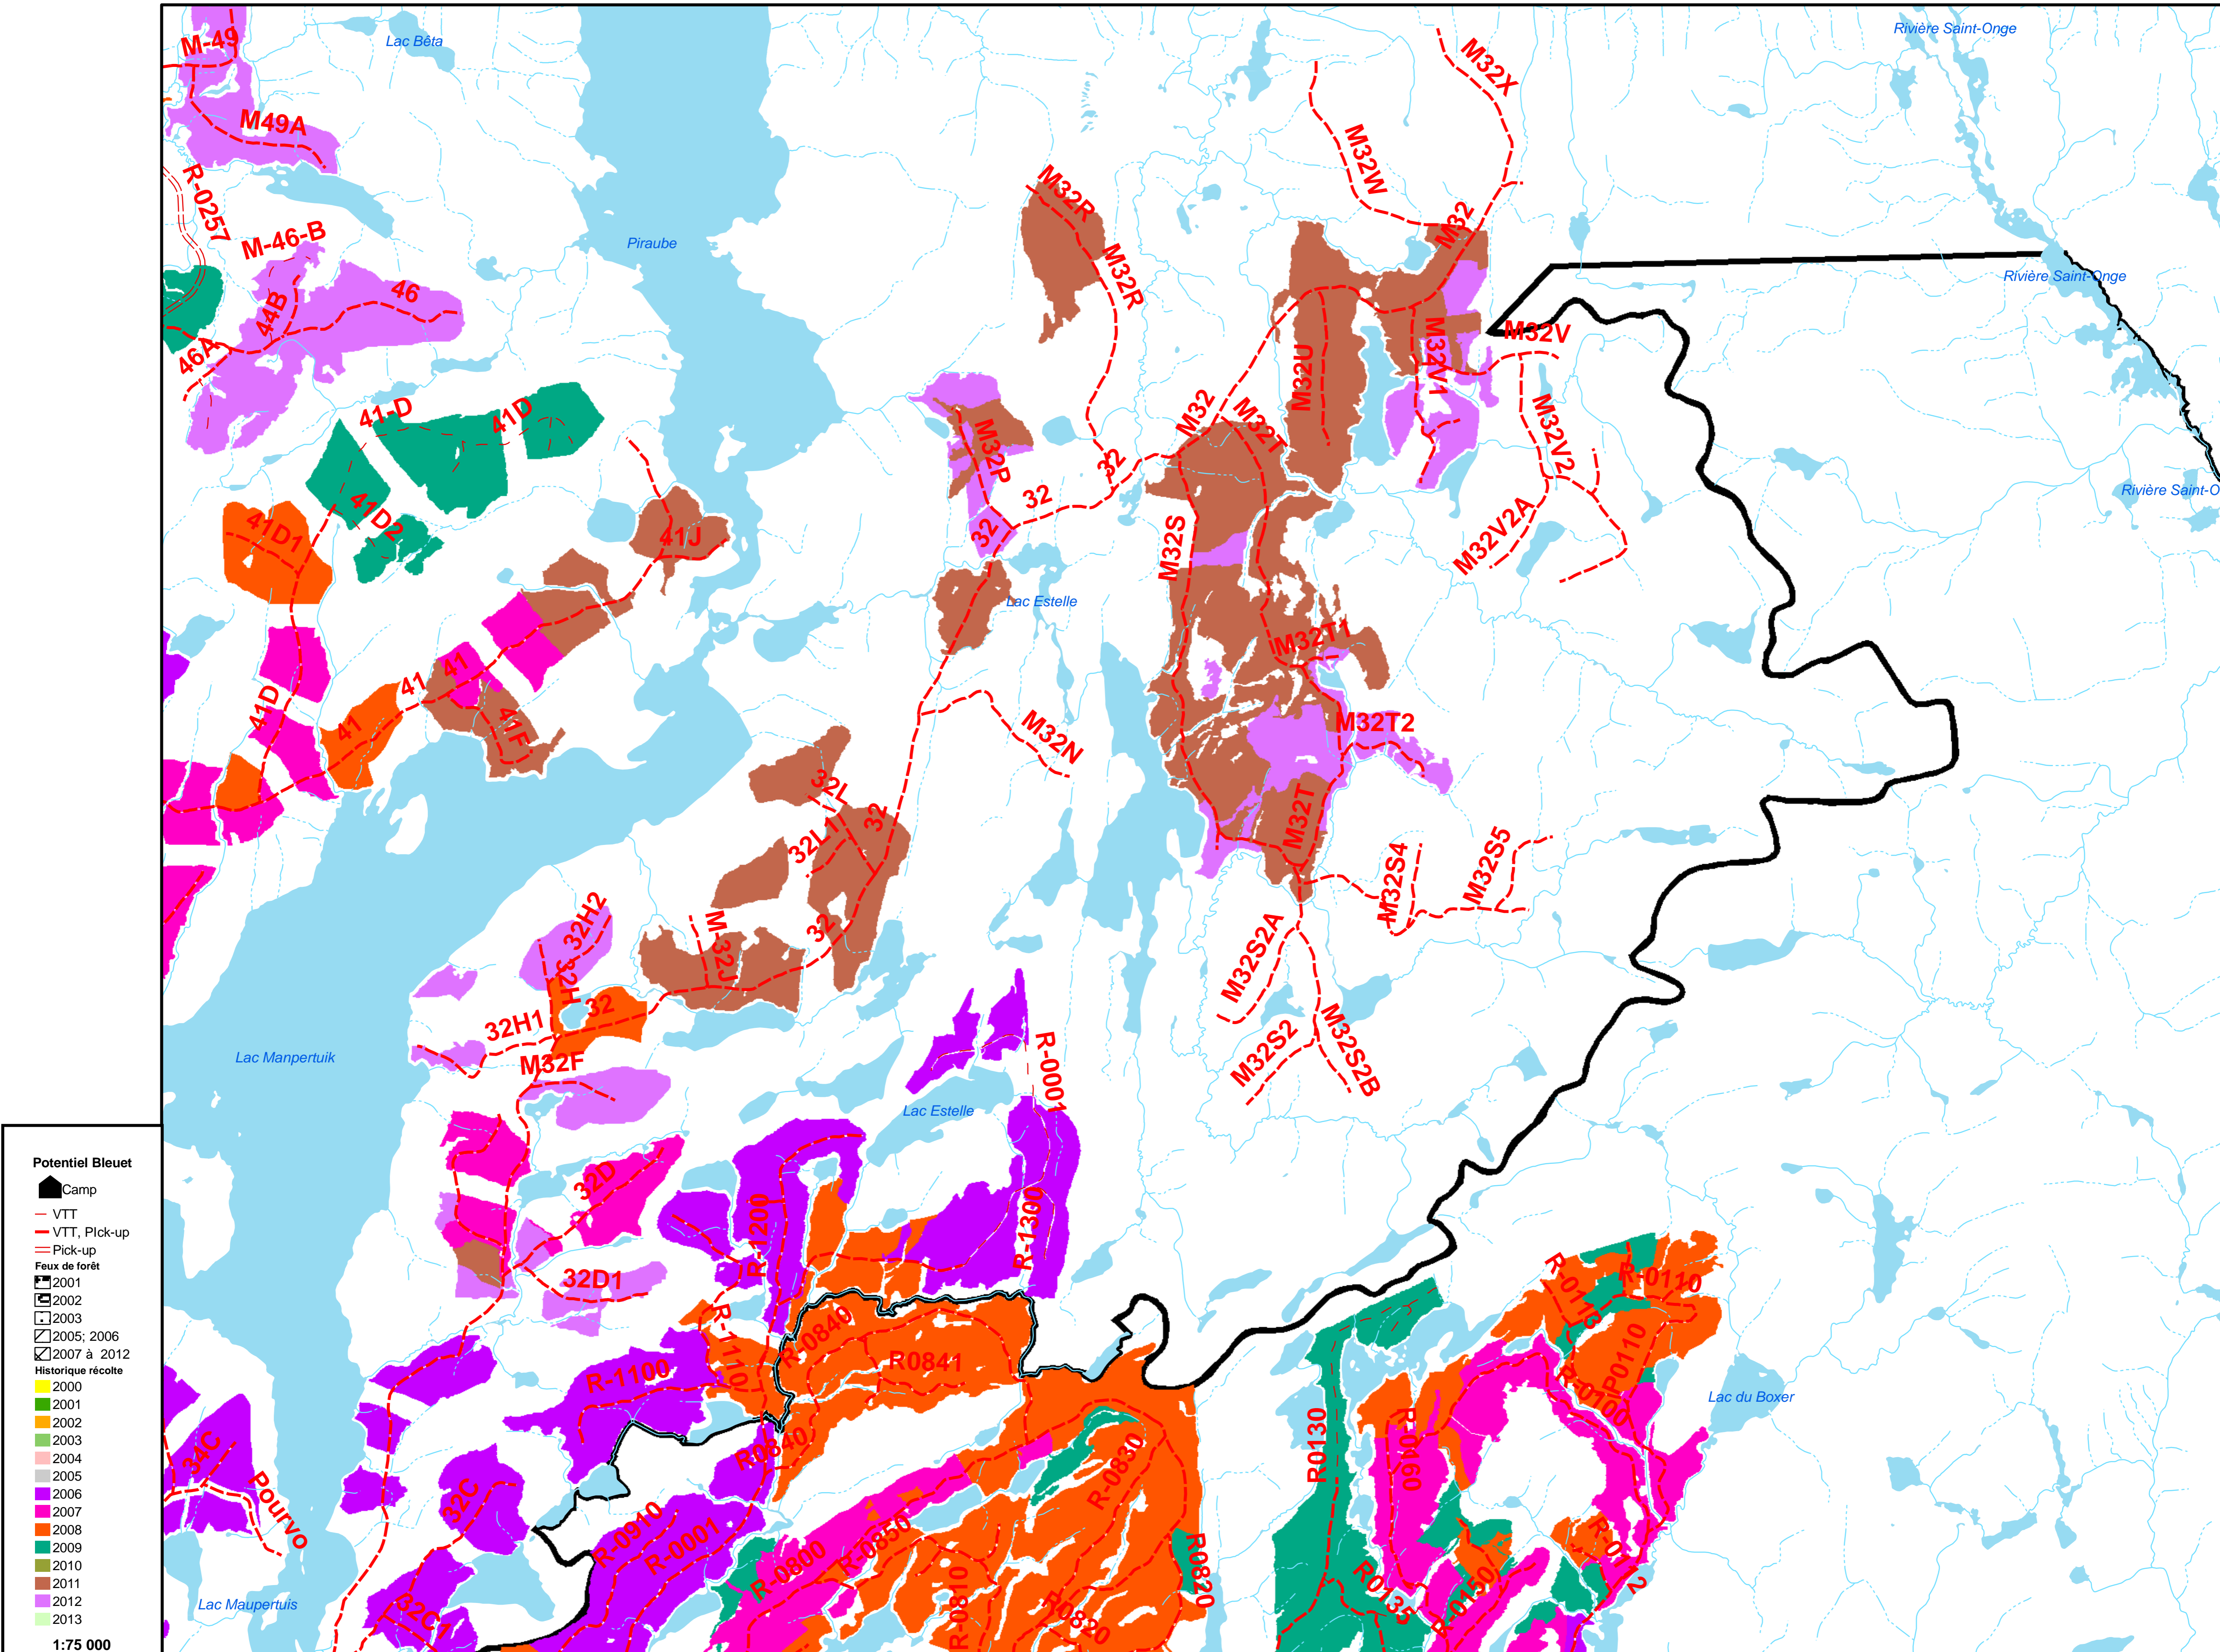 M-49
Lac Bêta
Rivière Saint-Onge
M32X
M49A
M32W
R-0257
M32R
M-46-B
Piraube
M32
M32R
Rivière Saint-Onge
46
44B
46A
M32V
M32U
M32V1
41-D
41D
M32
M32T
M32V2
M32P
32
32
Rivière Saint-O
41D1
41D2
41J
32
M32S
M32V2A
Lac Estelle
M32T1
41
41
41D
41
41F
M32N
M32T2
32L
32
32L1
M32T
M32S4
M32S5
32H2
M-32J
32
M32S2A
32H
32
32H1
Lac Manpertuik
M32F
M32S2
M32S2B
R-0001
Lac Estelle
32D
R-1200
R-1300
32D1
R-0113
R-0110
R-0840
R-1110
R0841
P0110
R-1100
R-0100
Lac du Boxer
34C
Pourvo
R0840
R0130
R-0160
R-0830
32C
R-0910
R-0001
R-0850
R-0800
R0820
R-0810
R0820
R0135
R-0150
R-0112
Lac Maupertuis
32C1
Potentiel Bleuet
Camp
VTT
VTT, PIck-up
Pick-up
Feux de forêt
2001
2002
2003
2005; 2006
2007 à 2012
Historique récolte
2000
2001
2002
2003
2004
2005
2006
2007
2008
2009
2010
2011
2012
2013
1:75 000